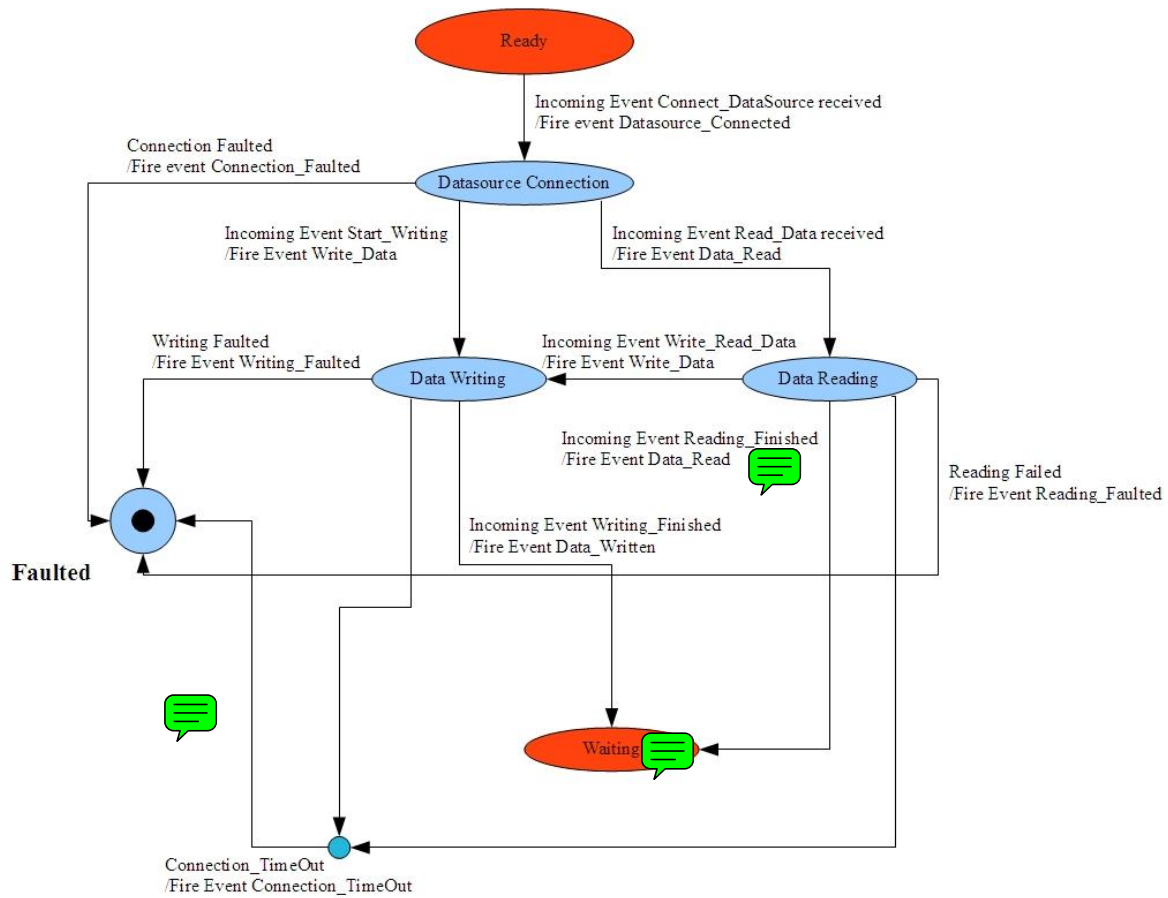 Ready
Incoming Event Connect_DataSource received
/Fire event Datasource_Connected
Connection Faulted
/Fire event Connection_Faulted
Datasource Connection
Incoming Event Start_Writing
/Fire Event Write_Data
Incoming Event Read_Data received
/Fire Event Data_Read
Writing Faulted
/Fire Event Writing_Faulted
Incoming Event Write_Read_Data
/Fire Event Write_Data
Data Writing
Data Reading
Incoming Event Reading_Finished
/Fire Event Data_Read
Reading Failed
/Fire Event Reading_Faulted
Incoming Event Writing_Finished
/Fire Event Data_Written
Faulted
Waiting
Connection_TimeOut
/Fire Event Connection_TimeOut